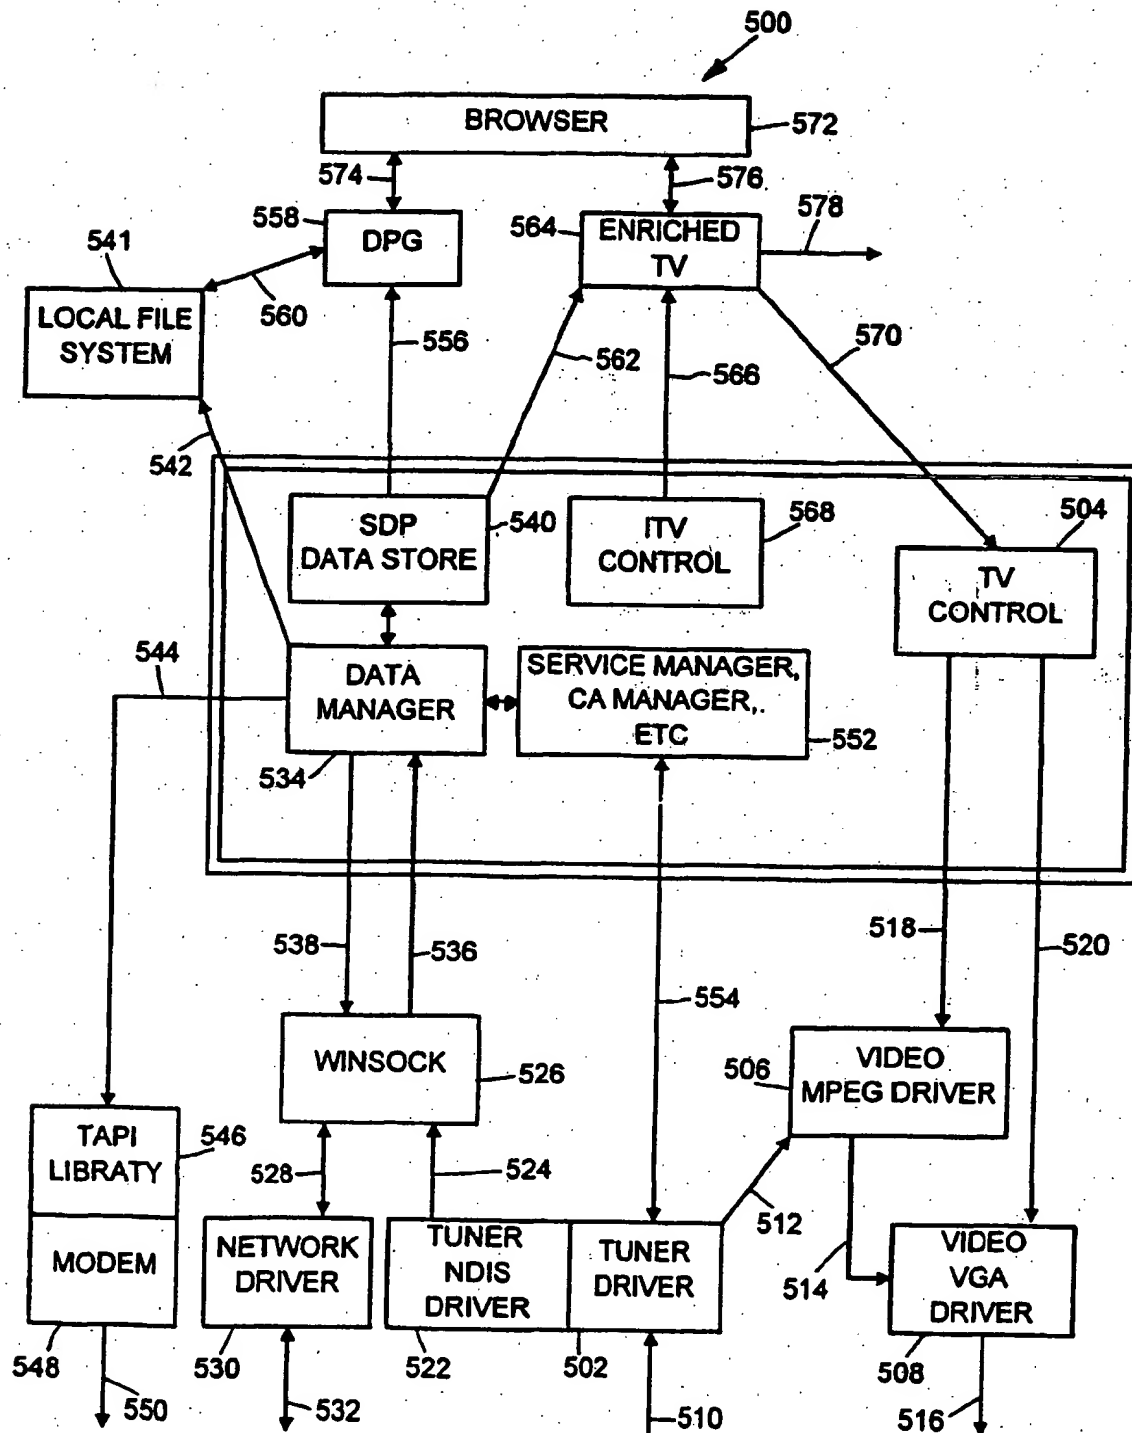 500
BROWSER
572
574
576
558
DPG
564
ENRICHED
TV
578
541
LOCAL FILE
SYSTEM
560
556
562
566
570
542
SDP
DATA STORE
540
ITV
CONTROL
568
504
TV
CONTROL
544
DATA
MANAGER
534
SERVICE MANAGER,
CA MANAGER,
ETC
552
538
536
554
518
520
WINSOCK
526
506
VIDEO
MPEG DRIVER
TAPI
LIBRATY
546
528
524
512
514
MODEM
548
550
NETWORK
DRIVER
530
532
TUNER
NDIS
DRIVER
522
TUNER
DRIVER
502
510
VIDEO
VGA
DRIVER
508
516